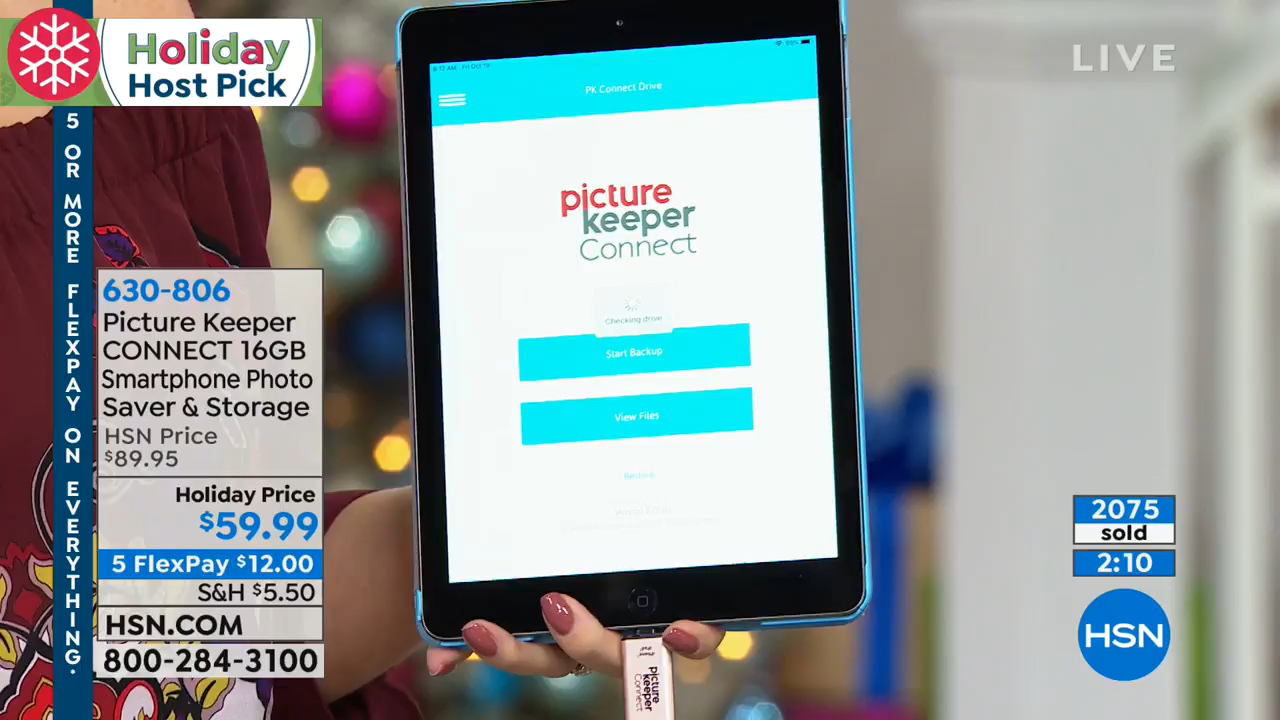 Holiday
Host Pick
LIVE
5 OR MORE FLEXPAY ON EVERYTHING.
630-806
Picture Keeper
CONNECT 16GB
Smartphone Photo
Saver & Storage
HSN Price
$89.95
Holiday Price
$59.99
5 FlexPay $12.00
S&H $5.50
HSN.COM
800-284-3100
PK Connect Drive
picture
keeper
Connect
Checking drive
Start Backup
View Files
Restore
picture
keeper
Connect
2075
sold
2:10
HSN